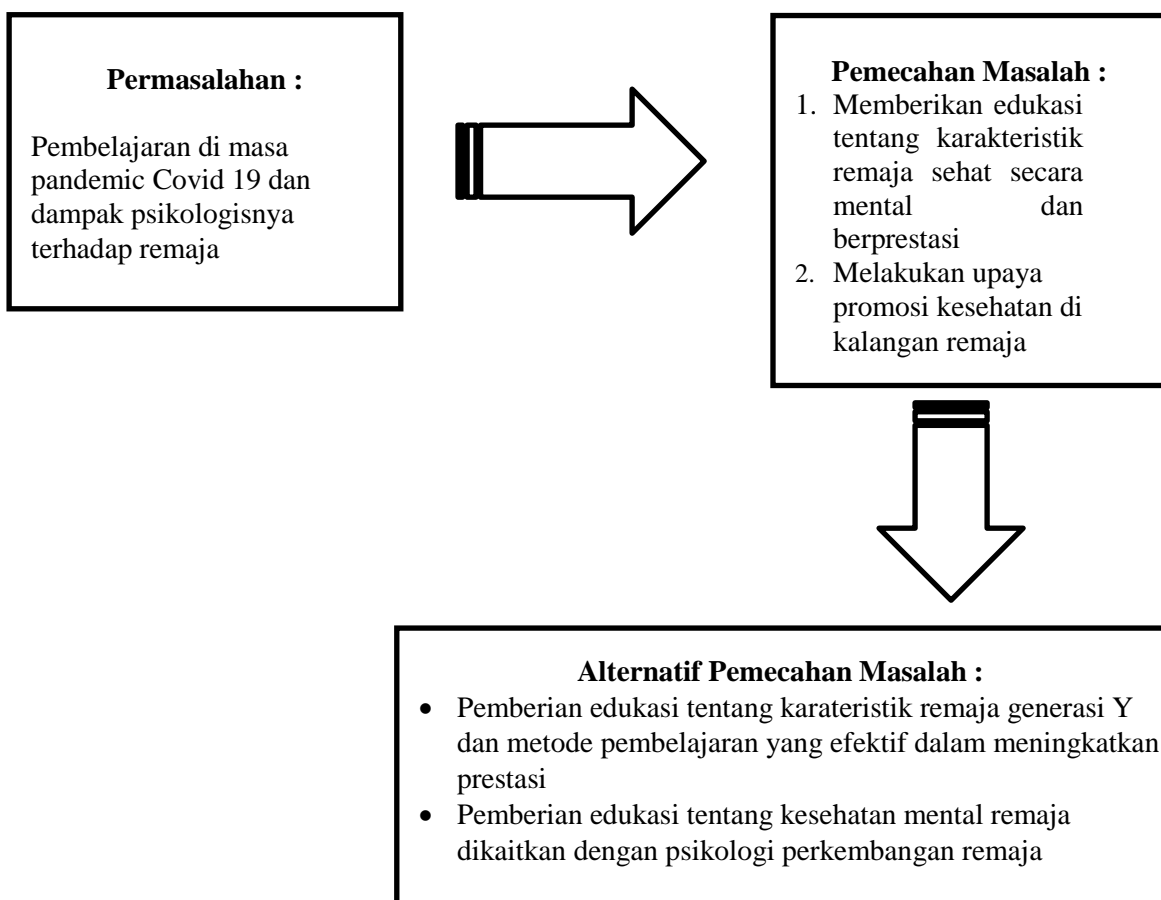 Permasalahan :
Pembelajaran di masa
pandemic Covid 19 dan
dampak psikologisnya
terhadap remaja
Pemecahan Masalah :
1. Memberikan edukasi
tentang karakteristik
remaja sehat secara
mental dan
berprestasi
2. Melakukan upaya
promosi kesehatan di
kalangan remaja
Alternatif Pemecahan Masalah :
• Pemberian edukasi tentang karateristik remaja generasi Y
dan metode pembelajaran yang efektif dalam meningkatkan
prestasi
• Pemberian edukasi tentang kesehatan mental remaja
dikaitkan dengan psikologi perkembangan remaja